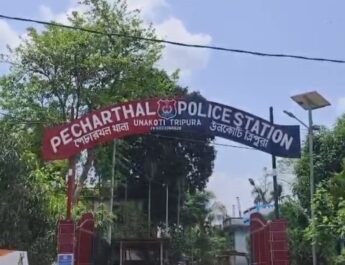 PECHARTHAL POLICE STATION
পেচারথল থানা UNAKOTI TRIPURA ঊনকোটি ত্রিপুরা